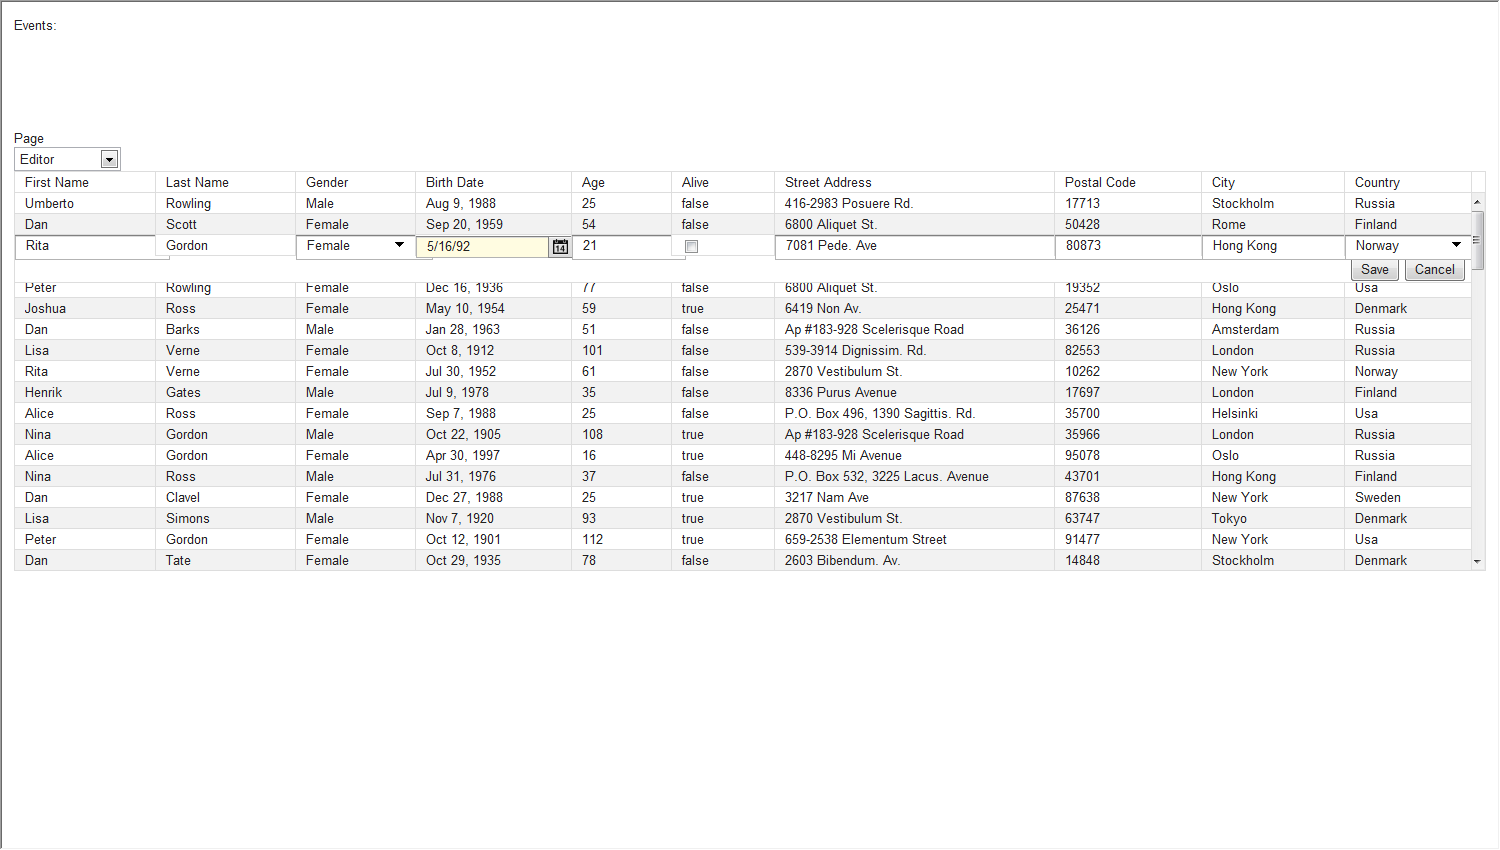 Events:
Page
Editor
First Name Last Name Gender Birth Date Age Alive Street Address Postal Code City Country
Umberto Rowling Male Aug 9, 1988 25 false 416-2983 Posuere Rd. 17713 Stockholm Russia
Dan Scott Female Sep 20, 1959 54 false 6800 Aliquet St. 50428 Rome Finland
Rita Gordon Female 5/16/92 14 21 7081 Pede. Ave 80873 Hong Kong Norway
Save Cancel
Peter Rowling Female Dec 16, 1936 77 false 6800 Aliquet St. 19352 Oslo Usa
Joshua Ross Female May 10, 1954 59 true 6419 Non Av. 25471 Hong Kong Denmark
Dan Barks Male Jan 28, 1963 51 false Ap #183-928 Scelerisque Road 36126 Amsterdam Russia
Lisa Verne Female Oct 8, 1912 101 false 539-3914 Dignissim. Rd. 82553 London Russia
Rita Verne Female Jul 30, 1952 61 false 2870 Vestibulum St. 10262 New York Norway
Henrik Gates Male Jul 9, 1978 35 false 8336 Purus Avenue 17697 London Finland
Alice Ross Female Sep 7, 1988 25 false P.O. Box 496, 1390 Sagittis. Rd. 35700 Helsinki Usa
Nina Gordon Male Oct 22, 1905 108 true Ap #183-928 Scelerisque Road 35966 London Russia
Alice Gordon Female Apr 30, 1997 16 true 448-8295 Mi Avenue 95078 Oslo Russia
Nina Ross Male Jul 31, 1976 37 false P.O. Box 532, 3225 Lacus. Avenue 43701 Hong Kong Finland
Dan Clavel Female Dec 27, 1988 25 true 3217 Nam Ave 87638 New York Sweden
Lisa Simons Male Nov 7, 1920 93 true 2870 Vestibulum St. 63747 Tokyo Denmark
Peter Gordon Female Oct 12, 1901 112 true 659-2538 Elementum Street 91477 New York Usa
Dan Tate Female Oct 29, 1935 78 false 2603 Bibendum. Av. 14848 Stockholm Denmark